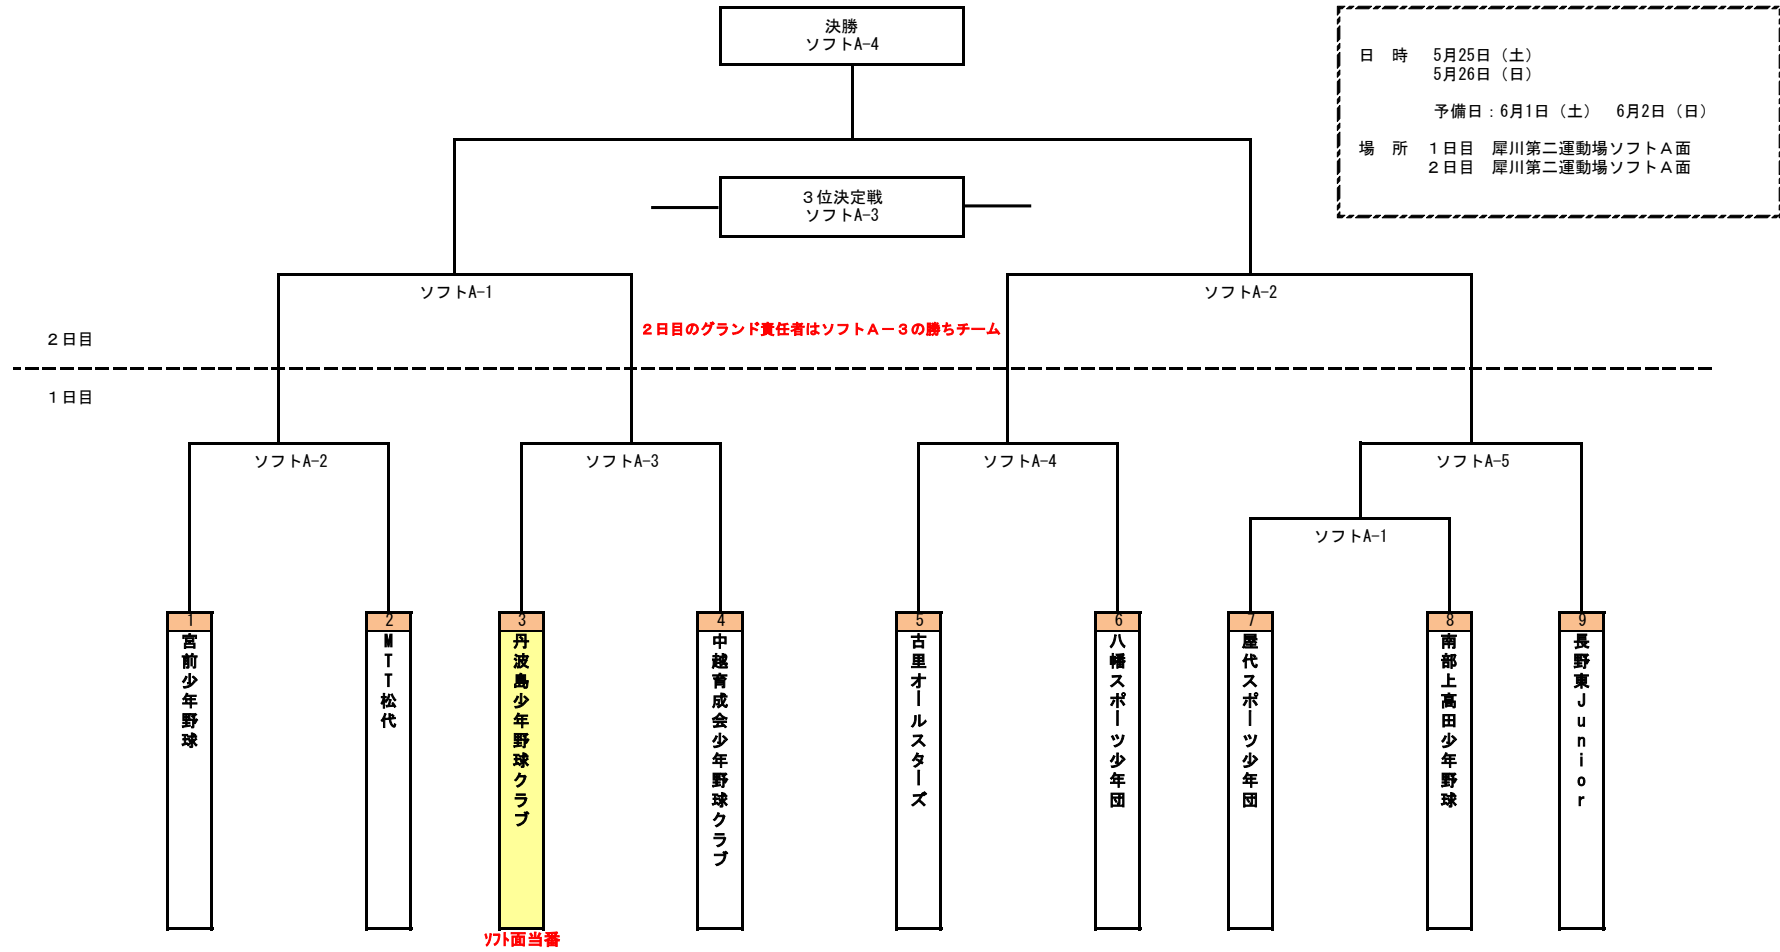 決勝
ソフトA-4
日　時　5月25日（土）
5月26日（日）
予備日：6月1日（土）　6月2日（日）
場　所　１日目　犀川第二運動場ソフトＡ面
２日目　犀川第二運動場ソフトＡ面
３位決定戦
ソフトA-3
ソフトA-1
ソフトA-2
２日目のグランド責任者はソフトＡ－３の勝ちチーム
２日目
１日目
ソフトA-2
ソフトA-3
ソフトA-4
ソフトA-5
ソフトA-1
1
宮前少年野球
2
ＭＴＴ松代
3
丹波島少年野球クラブ
4
中越育成会少年野球クラブ
5
古里オールスターズ
6
八幡スポーツ少年団
7
屋代スポーツ少年団
8
南部上高田少年野球
9
長野東Ｊｕｎｉｏｒ
ｿﾌﾄ面当番